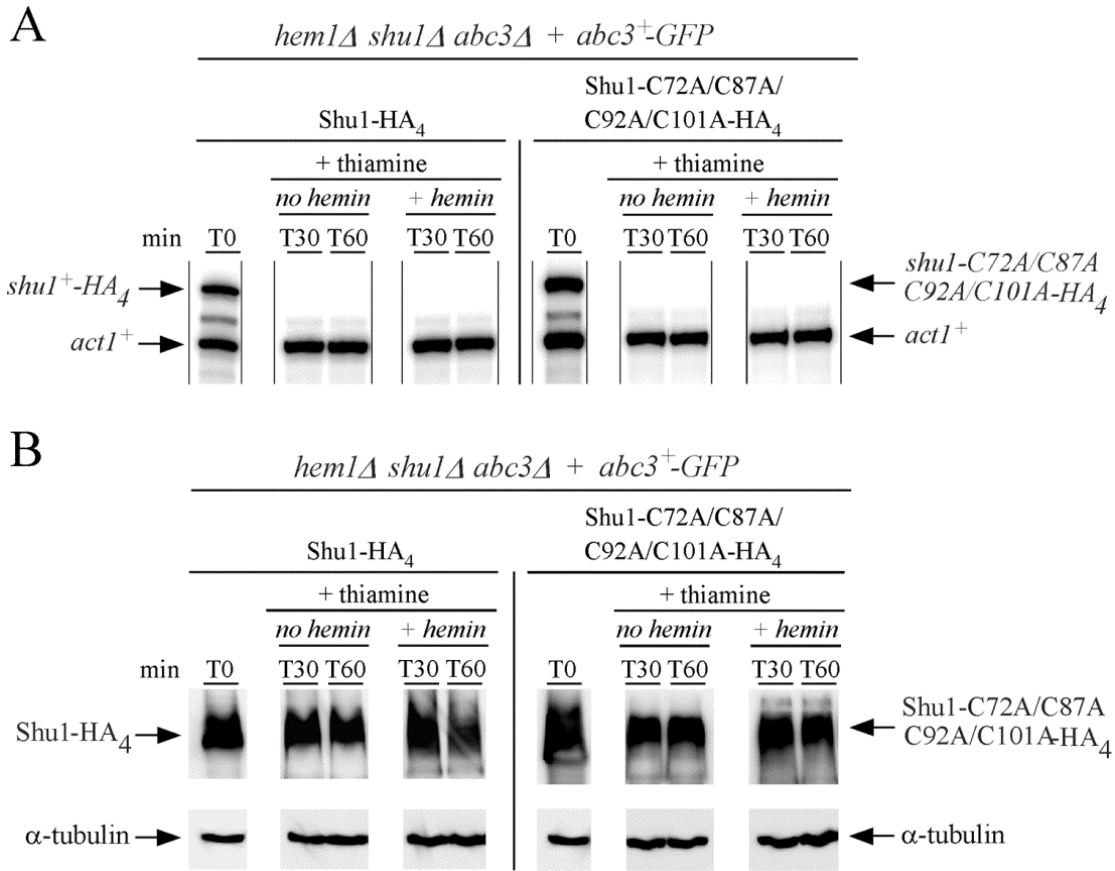 A
hem1Δ shu1Δ abc3Δ + abc3⁺-GFP
Shu1-HA₄
Shu1-C72A/C87A/
C92A/C101A-HA₄
+ thiamine
+ thiamine
no hemin + hemin
no hemin + hemin
min T0 T30 T60 T30 T60 T0 T30 T60 T30 T60
shu1⁺-HA₄
shu1-C72A/C87A
C92A/C101A-HA₄
act1⁺
act1⁺
B
hem1Δ shu1Δ abc3Δ + abc3⁺-GFP
Shu1-HA₄
Shu1-C72A/C87A/
C92A/C101A-HA₄
+ thiamine
+ thiamine
no hemin + hemin
no hemin + hemin
min T0 T30 T60 T30 T60 T0 T30 T60 T30 T60
Shu1-HA₄
Shu1-C72A/C87A
C92A/C101A-HA₄
α-tubulin
α-tubulin